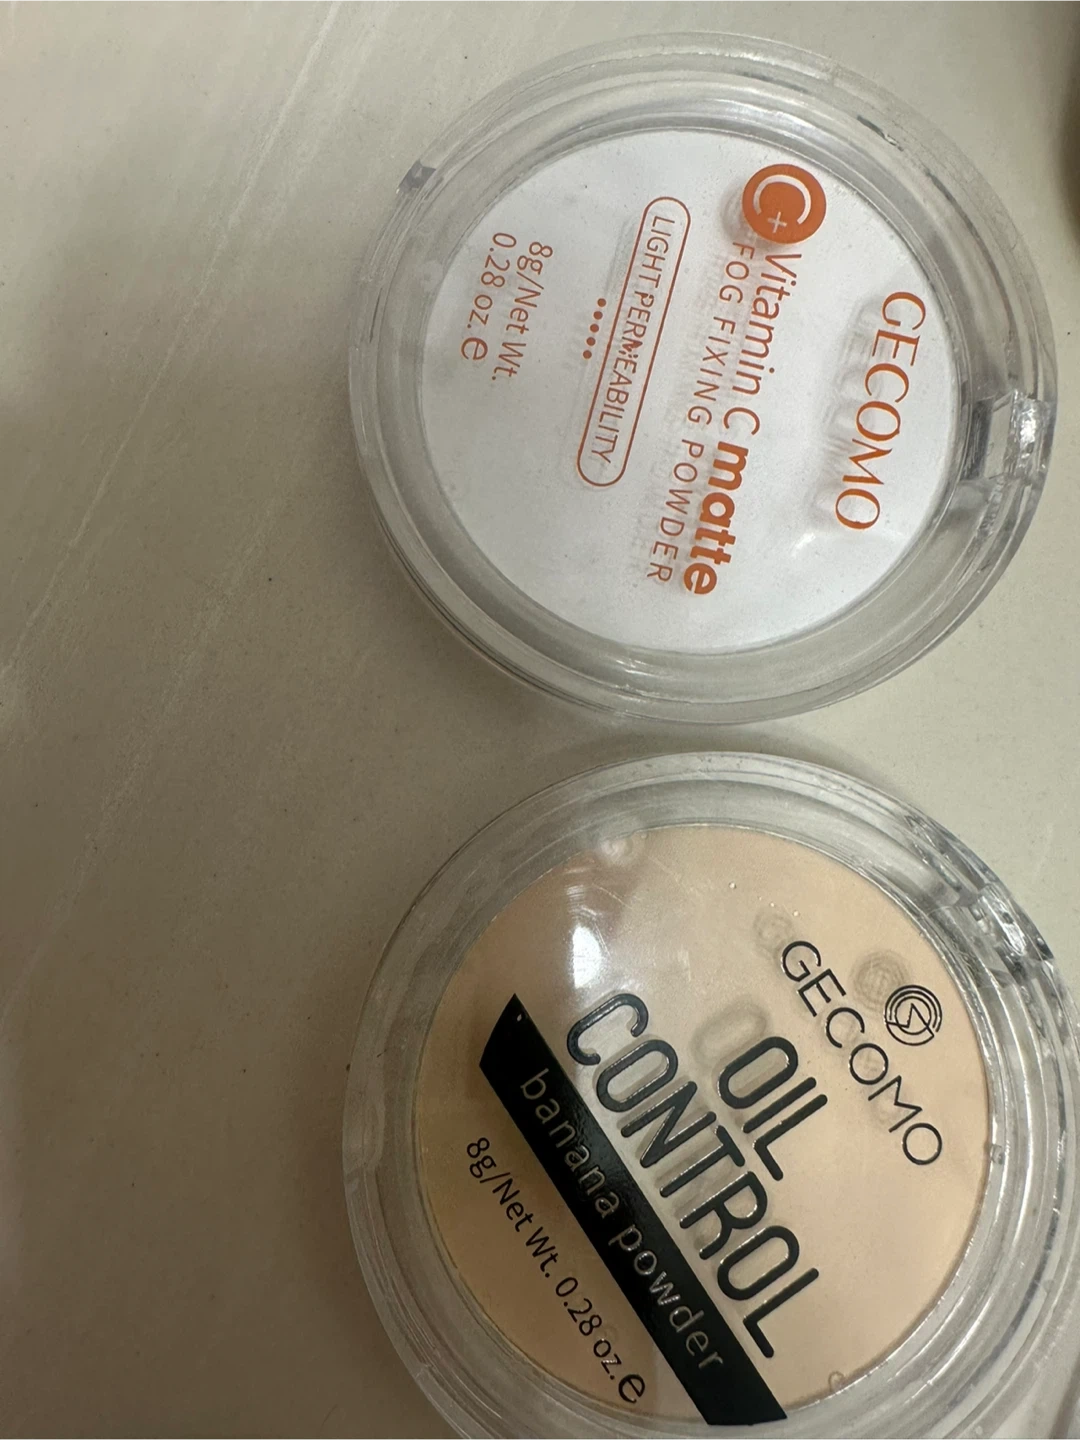 GECOMO
C+ Vitamin C matte
FOG FIXING POWDER
LIGHT PERMEABILITY
8g/Net Wt.
0.28 oz. e
GECOMO
OIL
CONTROL
banana powder
8g/Net Wt. 0.28 oz. e